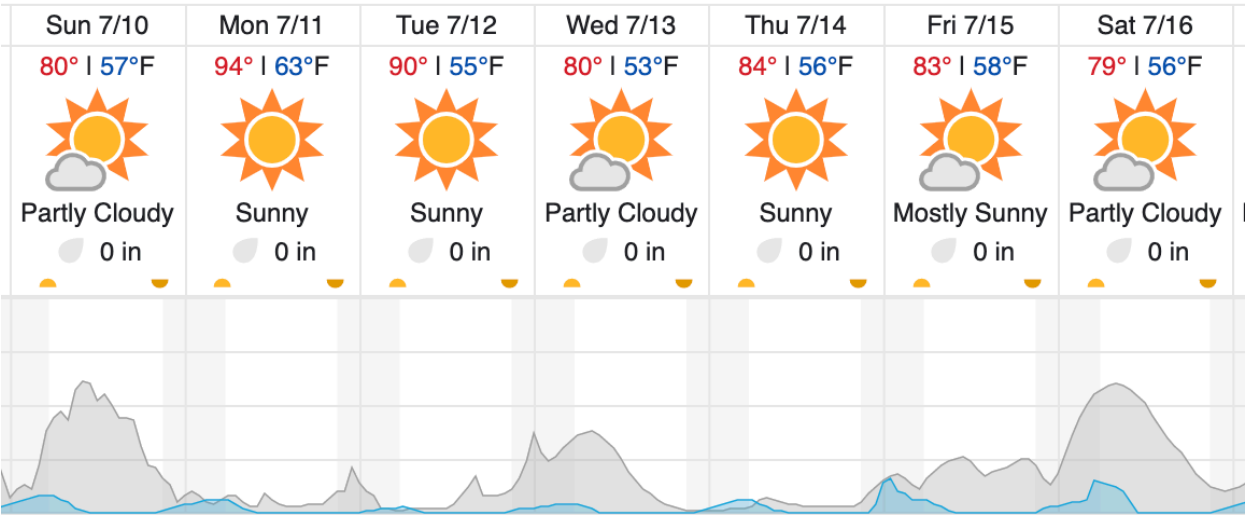 Sun 7/10 Mon 7/11 Tue 7/12 Wed 7/13 Thu 7/14 Fri 7/15 Sat 7/16
80° | 57°F 94° | 63°F 90° | 55°F 80° | 53°F 84° | 56°F 83° | 58°F 79° | 56°F
Partly Cloudy Sunny Sunny Partly Cloudy Sunny Mostly Sunny Partly Cloudy
0 in 0 in 0 in 0 in 0 in 0 in 0 in